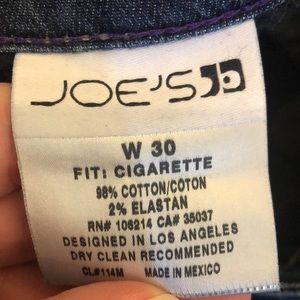 JOE'S
W 30
FIT: CIGARETTE
98% COTTON/COTON
2% ELASTAN
RN# 106214 CA# 35037
DESIGNED IN LOS ANGELES
DRY CLEAN RECOMMENDED
CL#114M MADE IN MEXICO